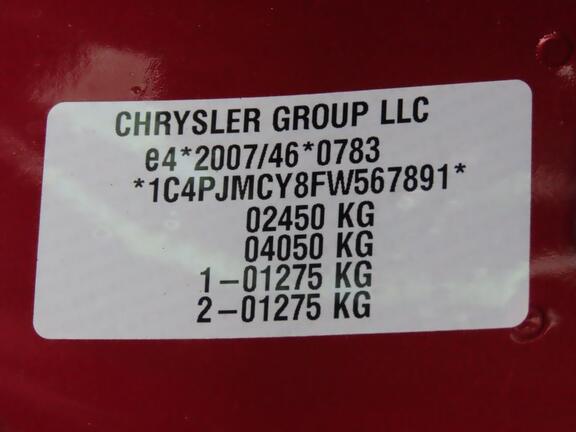 CHRYSLER GROUP LLC
e4*2007/46*0783
*1C4PJMCY8FW567891*
02450 KG
04050 KG
1-01275 KG
2-01275 KG